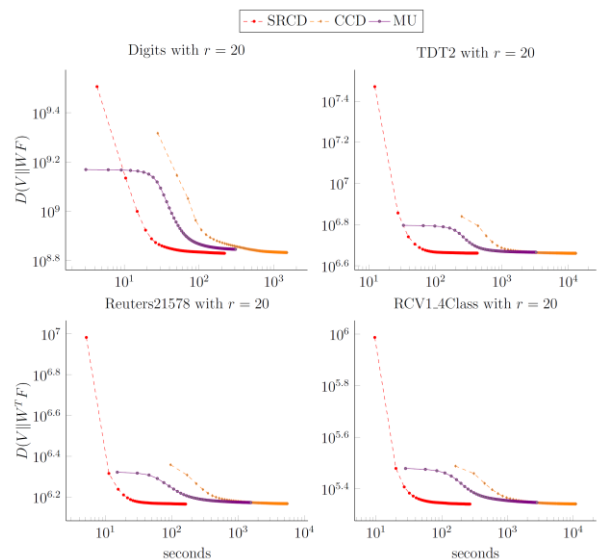 SRCD CCD MU
Digits with r = 20
TDT2 with r = 20
D(V||WF)
10^9.4
10^9.2
10^9
10^8.8
10^1 10^2 10^3
10^7.4
10^7.2
10^7
10^6.8
10^6.6
10^1 10^2 10^3 10^4
Reuters21578 with r = 20
RCV1_4Class with r = 20
D(V||W^T F)
10^7
10^6.8
10^6.6
10^6.4
10^6.2
10^1 10^2 10^3 10^4
seconds
10^6
10^5.8
10^5.6
10^5.4
10^1 10^2 10^3 10^4
seconds